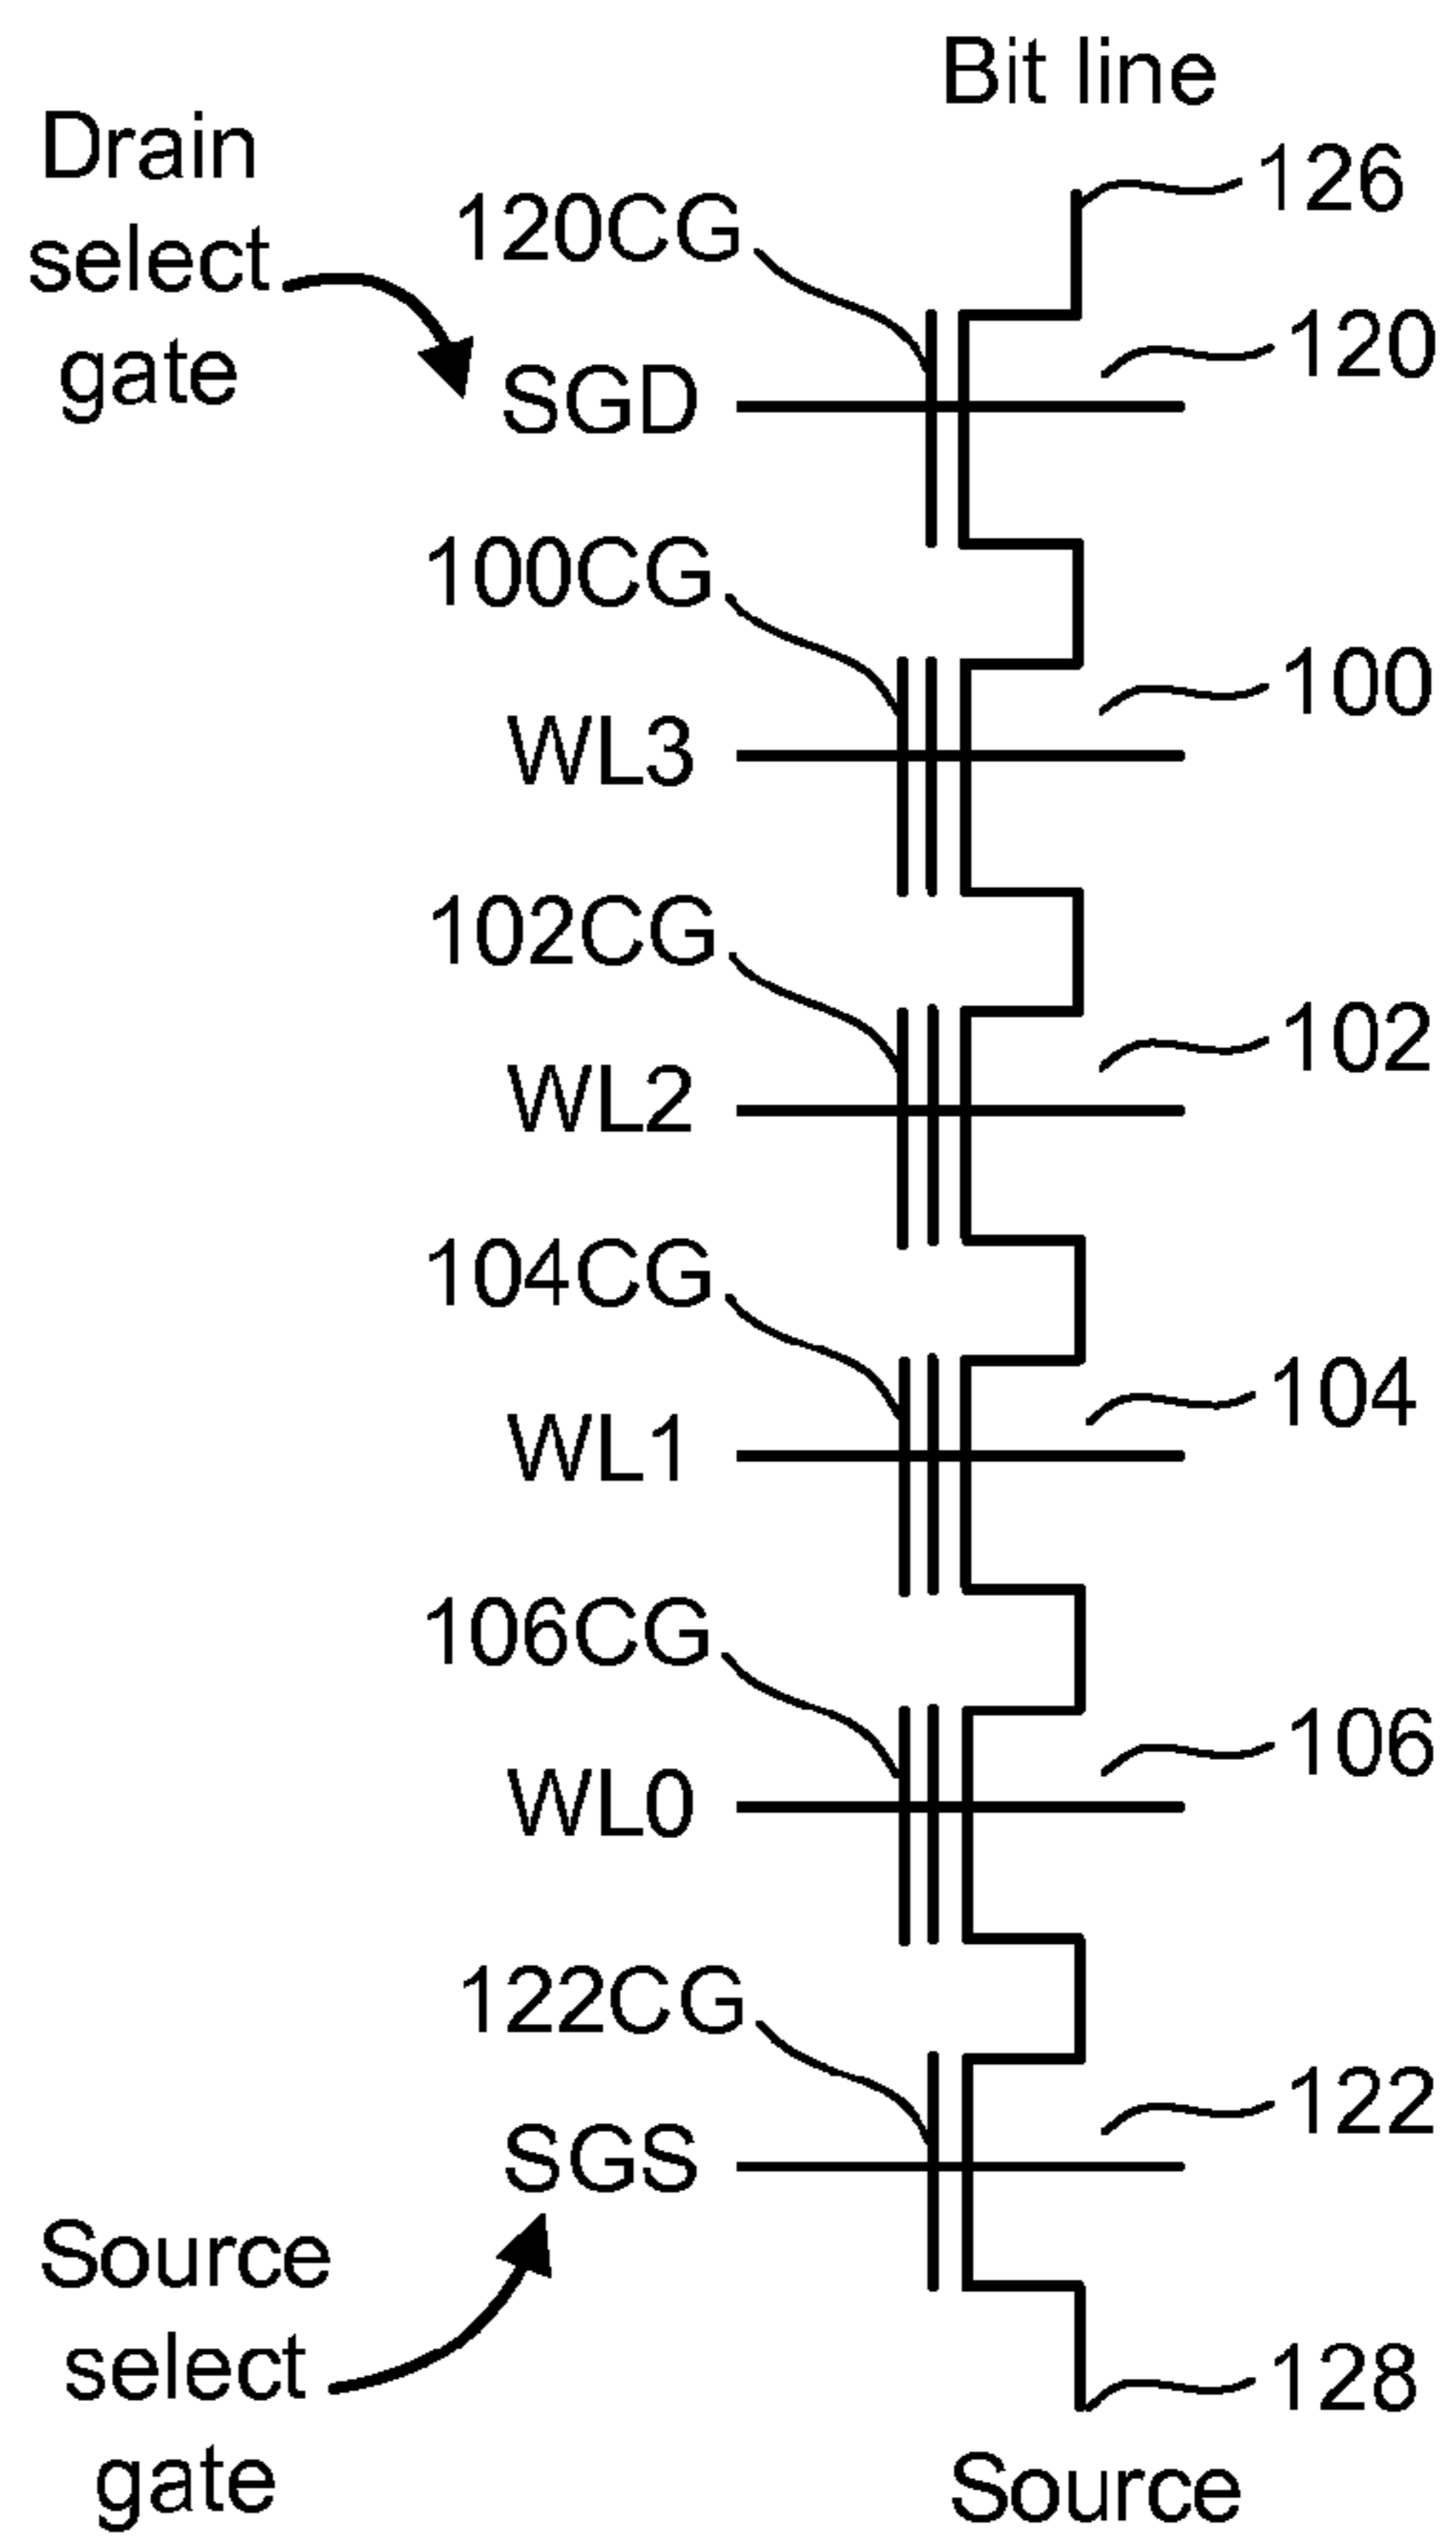 Bit line
126
Drain
select
gate
120CG
120
SGD
100CG
100
WL3
102CG
102
WL2
104CG
104
WL1
106CG
106
WL0
122CG
122
SGS
Source
select
gate
128
Source